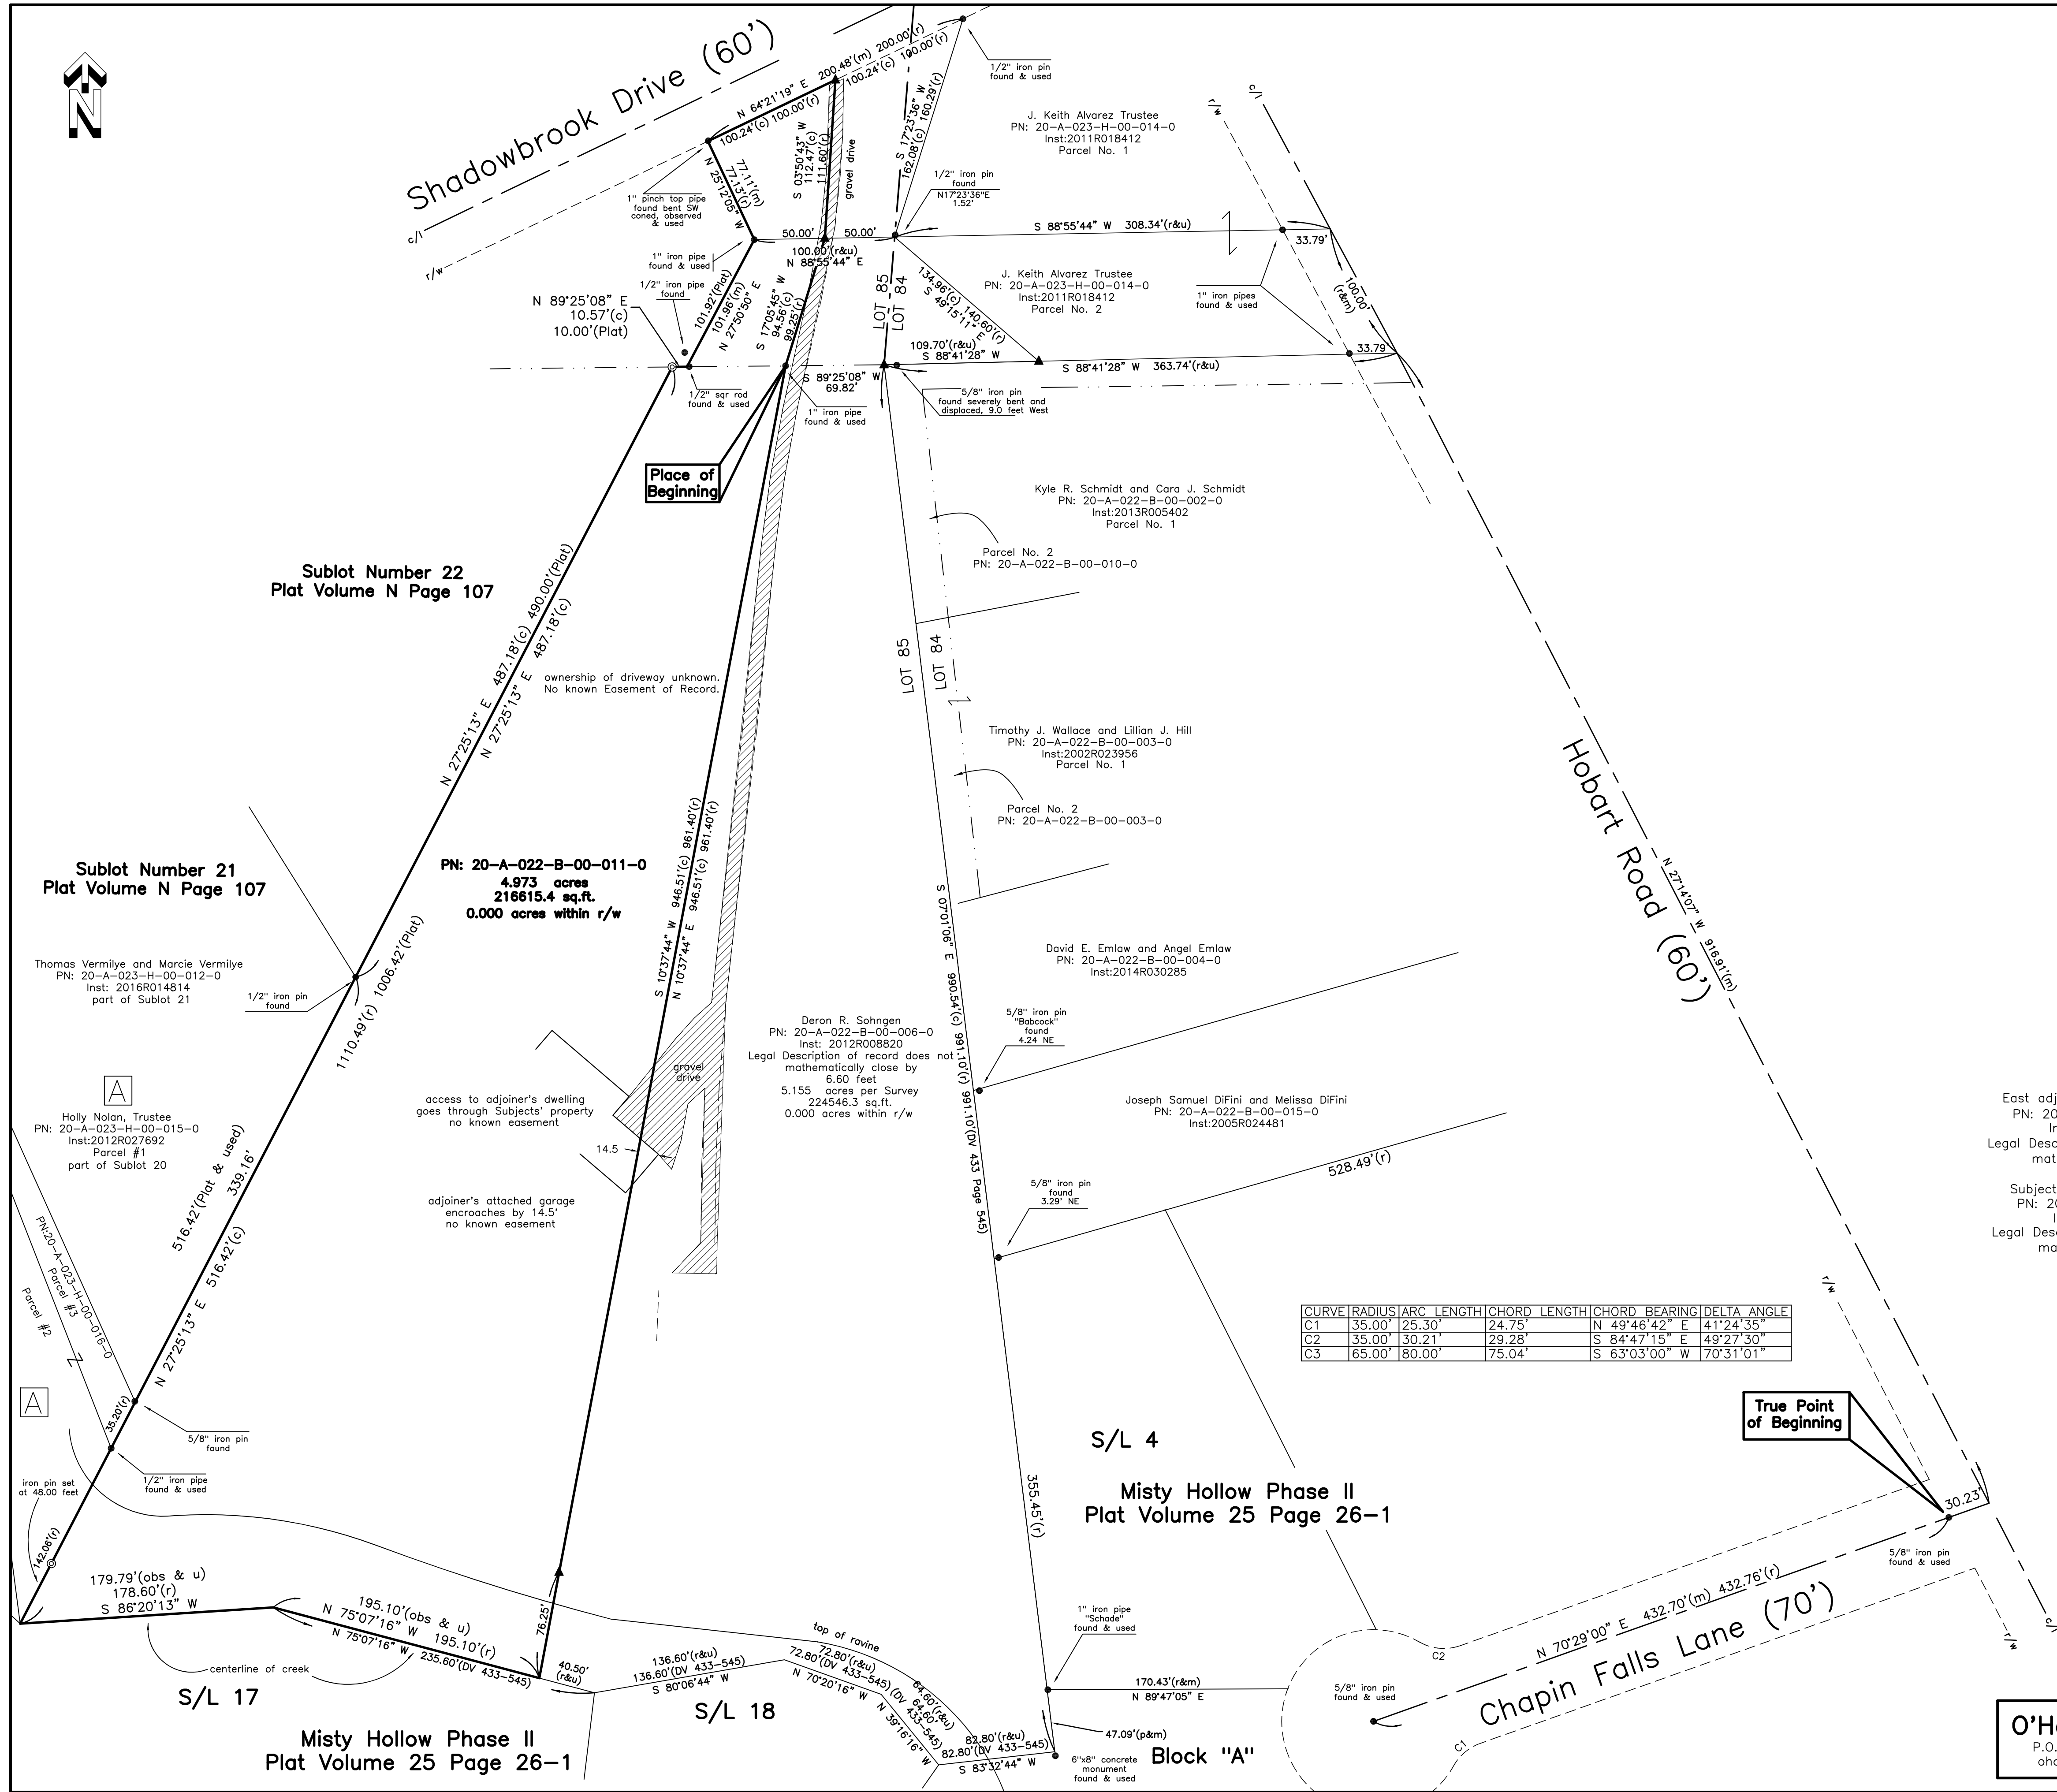 N
Shadowbrook Drive (60')
c/l
r/w
N 64°21'19" E 200.48'(m) 200.00'(r)
100.24'(c) 100.00'(r)
100.24'(c) 100.00'(r)
1/2" iron pin
found & used
77.11'(m)
77.13'(r)
N 25°12'05" W
S 03°50'43" W
112.47'(c)
111.60'(r)
gravel drive
S 17°23'36" W
162.08'(c) 160.29'(r)
J. Keith Alvarez Trustee
PN: 20-A-023-H-00-014-0
Inst:2011R018412
Parcel No. 1
r/w
c/l
1" pinch top pipe
found bent SW
coned, observed
& used
1/2" iron pin
found
N17°23'36"E
1.52'
50.00'
50.00'
100.00'(r&u)
N 88°55'44" E
S 88°55'44" W 308.34'(r&u)
33.79'
1" iron pipe
found & used
1/2" iron pipe
found
N 89°25'08" E
10.57'(c)
10.00'(Plat)
101.92'(Plat)
101.96'(m)
N 27°50'50" E
S 17°05'45" W
94.56'(c)
99.25'(r)
LOT 85
LOT 84
134.96'(c) 140.60'(r)
S 49°15'11" E
J. Keith Alvarez Trustee
PN: 20-A-023-H-00-014-0
Inst:2011R018412
Parcel No. 2
1" iron pipes
found & used
100.00'
(r&m)
109.70'(r&u)
S 88°41'28" W
S 88°41'28" W 363.74'(r&u)
33.79'
S 89°25'08" W
69.82'
1/2" sqr rod
found & used
1" iron pipe
found & used
5/8" iron pin
found severely bent and
displaced, 9.0 feet West
Place of
Beginning
Kyle R. Schmidt and Cara J. Schmidt
PN: 20-A-022-B-00-002-0
Inst:2013R005402
Parcel No. 1
Parcel No. 2
PN: 20-A-022-B-00-010-0
Sublot Number 22
Plat Volume N Page 107
N 27°25'13" E 487.18'(c) 490.00'(Plat)
N 27°25'13" E 487.18'(c)
ownership of driveway unknown.
No known Easement of Record.
LOT 85
LOT 84
Timothy J. Wallace and Lillian J. Hill
PN: 20-A-022-B-00-003-0
Inst:2002R023956
Parcel No. 1
Parcel No. 2
PN: 20-A-022-B-00-003-0
Hobart Road (60')
N 27°14'07" W 916.91'(m)
Sublot Number 21
Plat Volume N Page 107
PN: 20-A-022-B-00-011-0
4.973 acres
216615.4 sq.ft.
0.000 acres within r/w
S 10°37'44" W 946.51'(c) 961.40'(r)
N 10°37'44" E 946.51'(c) 961.40'(r)
S 07°01'06" E 990.54'(c) 991.10'(r) 991.10'(DV 433 Page 545)
David E. Emlaw and Angel Emlaw
PN: 20-A-022-B-00-004-0
Inst:2014R030285
Thomas Vermilye and Marcie Vermilye
PN: 20-A-023-H-00-012-0
Inst: 2016R014814
part of Sublot 21
1/2" iron pin
found
1110.49'(r) 1006.42'(Plat)
Deron R. Sohngen
PN: 20-A-022-B-00-006-0
Inst: 2012R008820
Legal Description of record does not
mathematically close by
6.60 feet
5.155 acres per Survey
224546.3 sq.ft.
0.000 acres within r/w
5/8" iron pin
"Babcock"
found
4.24 NE
gravel
drive
access to adjoiner's dwelling
goes through Subjects' property
no known easement
14.5
adjoiner's attached garage
encroaches by 14.5'
no known easement
Joseph Samuel DiFini and Melissa DiFini
PN: 20-A-022-B-00-015-0
Inst:2005R024481
528.49'(r)
5/8" iron pin
found
3.29' NE
East adj
PN: 20
In
Legal Desc
mat
Subject
PN: 20
I
Legal Des
ma
A
Holly Nolan, Trustee
PN: 20-A-023-H-00-015-0
Inst:2012R027692
Parcel #1
part of Sublot 20
516.42'(Plat & used)
339.16'
N 27°25'13" E 516.42'(c)
PN:20-A-023-H-00-016-0
Parcel #3
Parcel #2
A
35.20'(r)
5/8" iron pin
found
1/2" iron pipe
found & used
iron pin set
at 48.00 feet
142.06'(r)
CURVE RADIUS ARC LENGTH CHORD LENGTH CHORD BEARING DELTA ANGLE
C1 35.00' 25.30' 24.75' N 49°46'42" E 41°24'35"
C2 35.00' 30.21' 29.28' S 84°47'15" E 49°27'30"
C3 65.00' 80.00' 75.04' S 63°03'00" W 70°31'01"
r/w
True Point
of Beginning
S/L 4
Misty Hollow Phase II
Plat Volume 25 Page 26-1
355.45'(r)
30.23'
5/8" iron pin
found & used
179.79'(obs & u)
178.60'(r)
S 86°20'13" W
195.10'(obs & u)
N 75°07'16" W 195.10'(r)
N 75°07'16" W 235.60'(DV 433-545)
76.25'
centerline of creek
S/L 17
Misty Hollow Phase II
Plat Volume 25 Page 26-1
40.50'
(r&u)
136.60'(r&u)
136.60'(DV 433-545)
S 80°06'44" W
S/L 18
top of ravine
72.80'(r&u)
72.80'(DV 433-545)
N 70°20'16" W
64.60'(r&u)
64.60'
(DV 433-545)
N 39°16'16" W
82.80'(r&u)
82.80'(DV 433-545)
S 83°32'44" W
1" iron pipe
"Schade"
found & used
170.43'(r&m)
N 89°47'05" E
47.09'(p&m)
6"x8" concrete
monument
found & used
Block "A"
5/8" iron pin
found & used
N 70°29'00" E 432.70'(m) 432.76'(r)
Chapin Falls Lane (70')
C2
C1
r/w
c/l
O'H
P.O.
oh